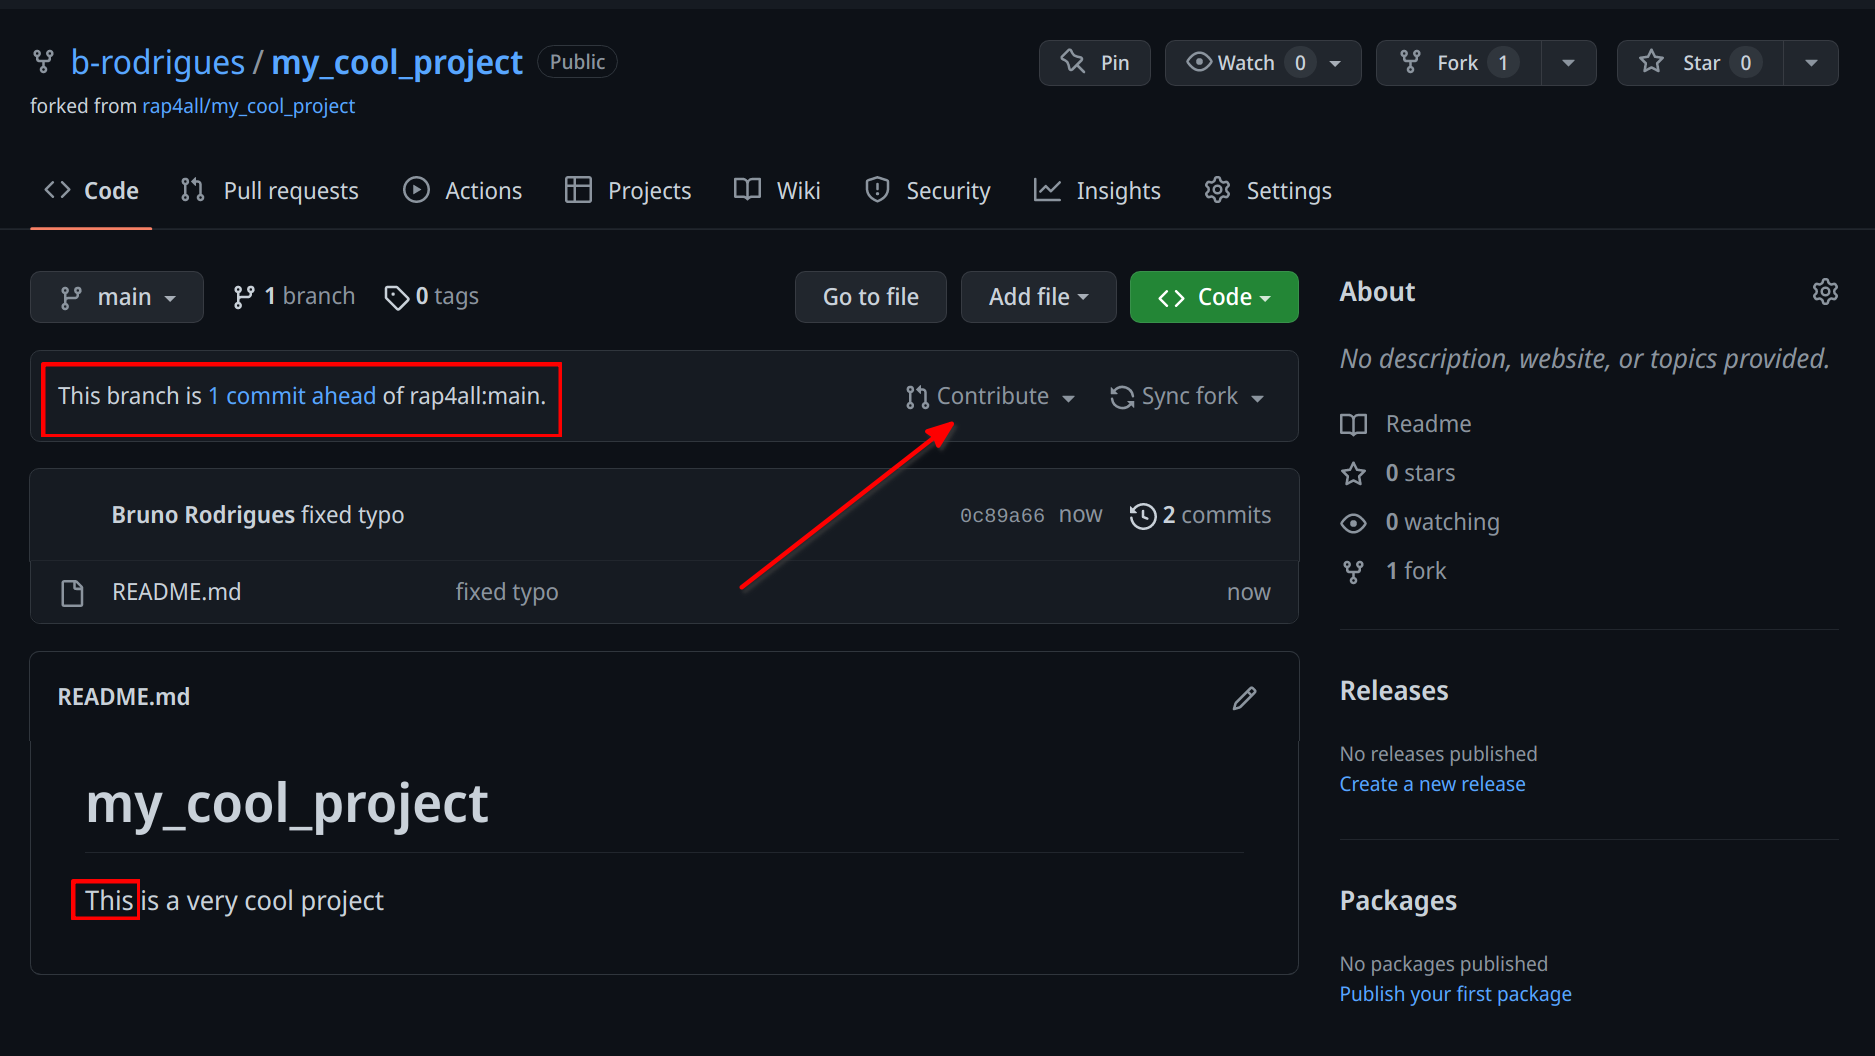 b-rodrigues / my_cool_project Public
Pin Watch 0 Fork 1 Star 0
forked from rap4all/my_cool_project
Code Pull requests Actions Projects Wiki Security Insights Settings
main 1 branch 0 tags Go to file Add file Code
This branch is 1 commit ahead of rap4all:main. Contribute Sync fork
Bruno Rodrigues fixed typo 0c89a66 now 2 commits
README.md fixed typo now
README.md
my_cool_project
This is a very cool project
About
No description, website, or topics provided.
Readme
0 stars
0 watching
1 fork
Releases
No releases published
Create a new release
Packages
No packages published
Publish your first package